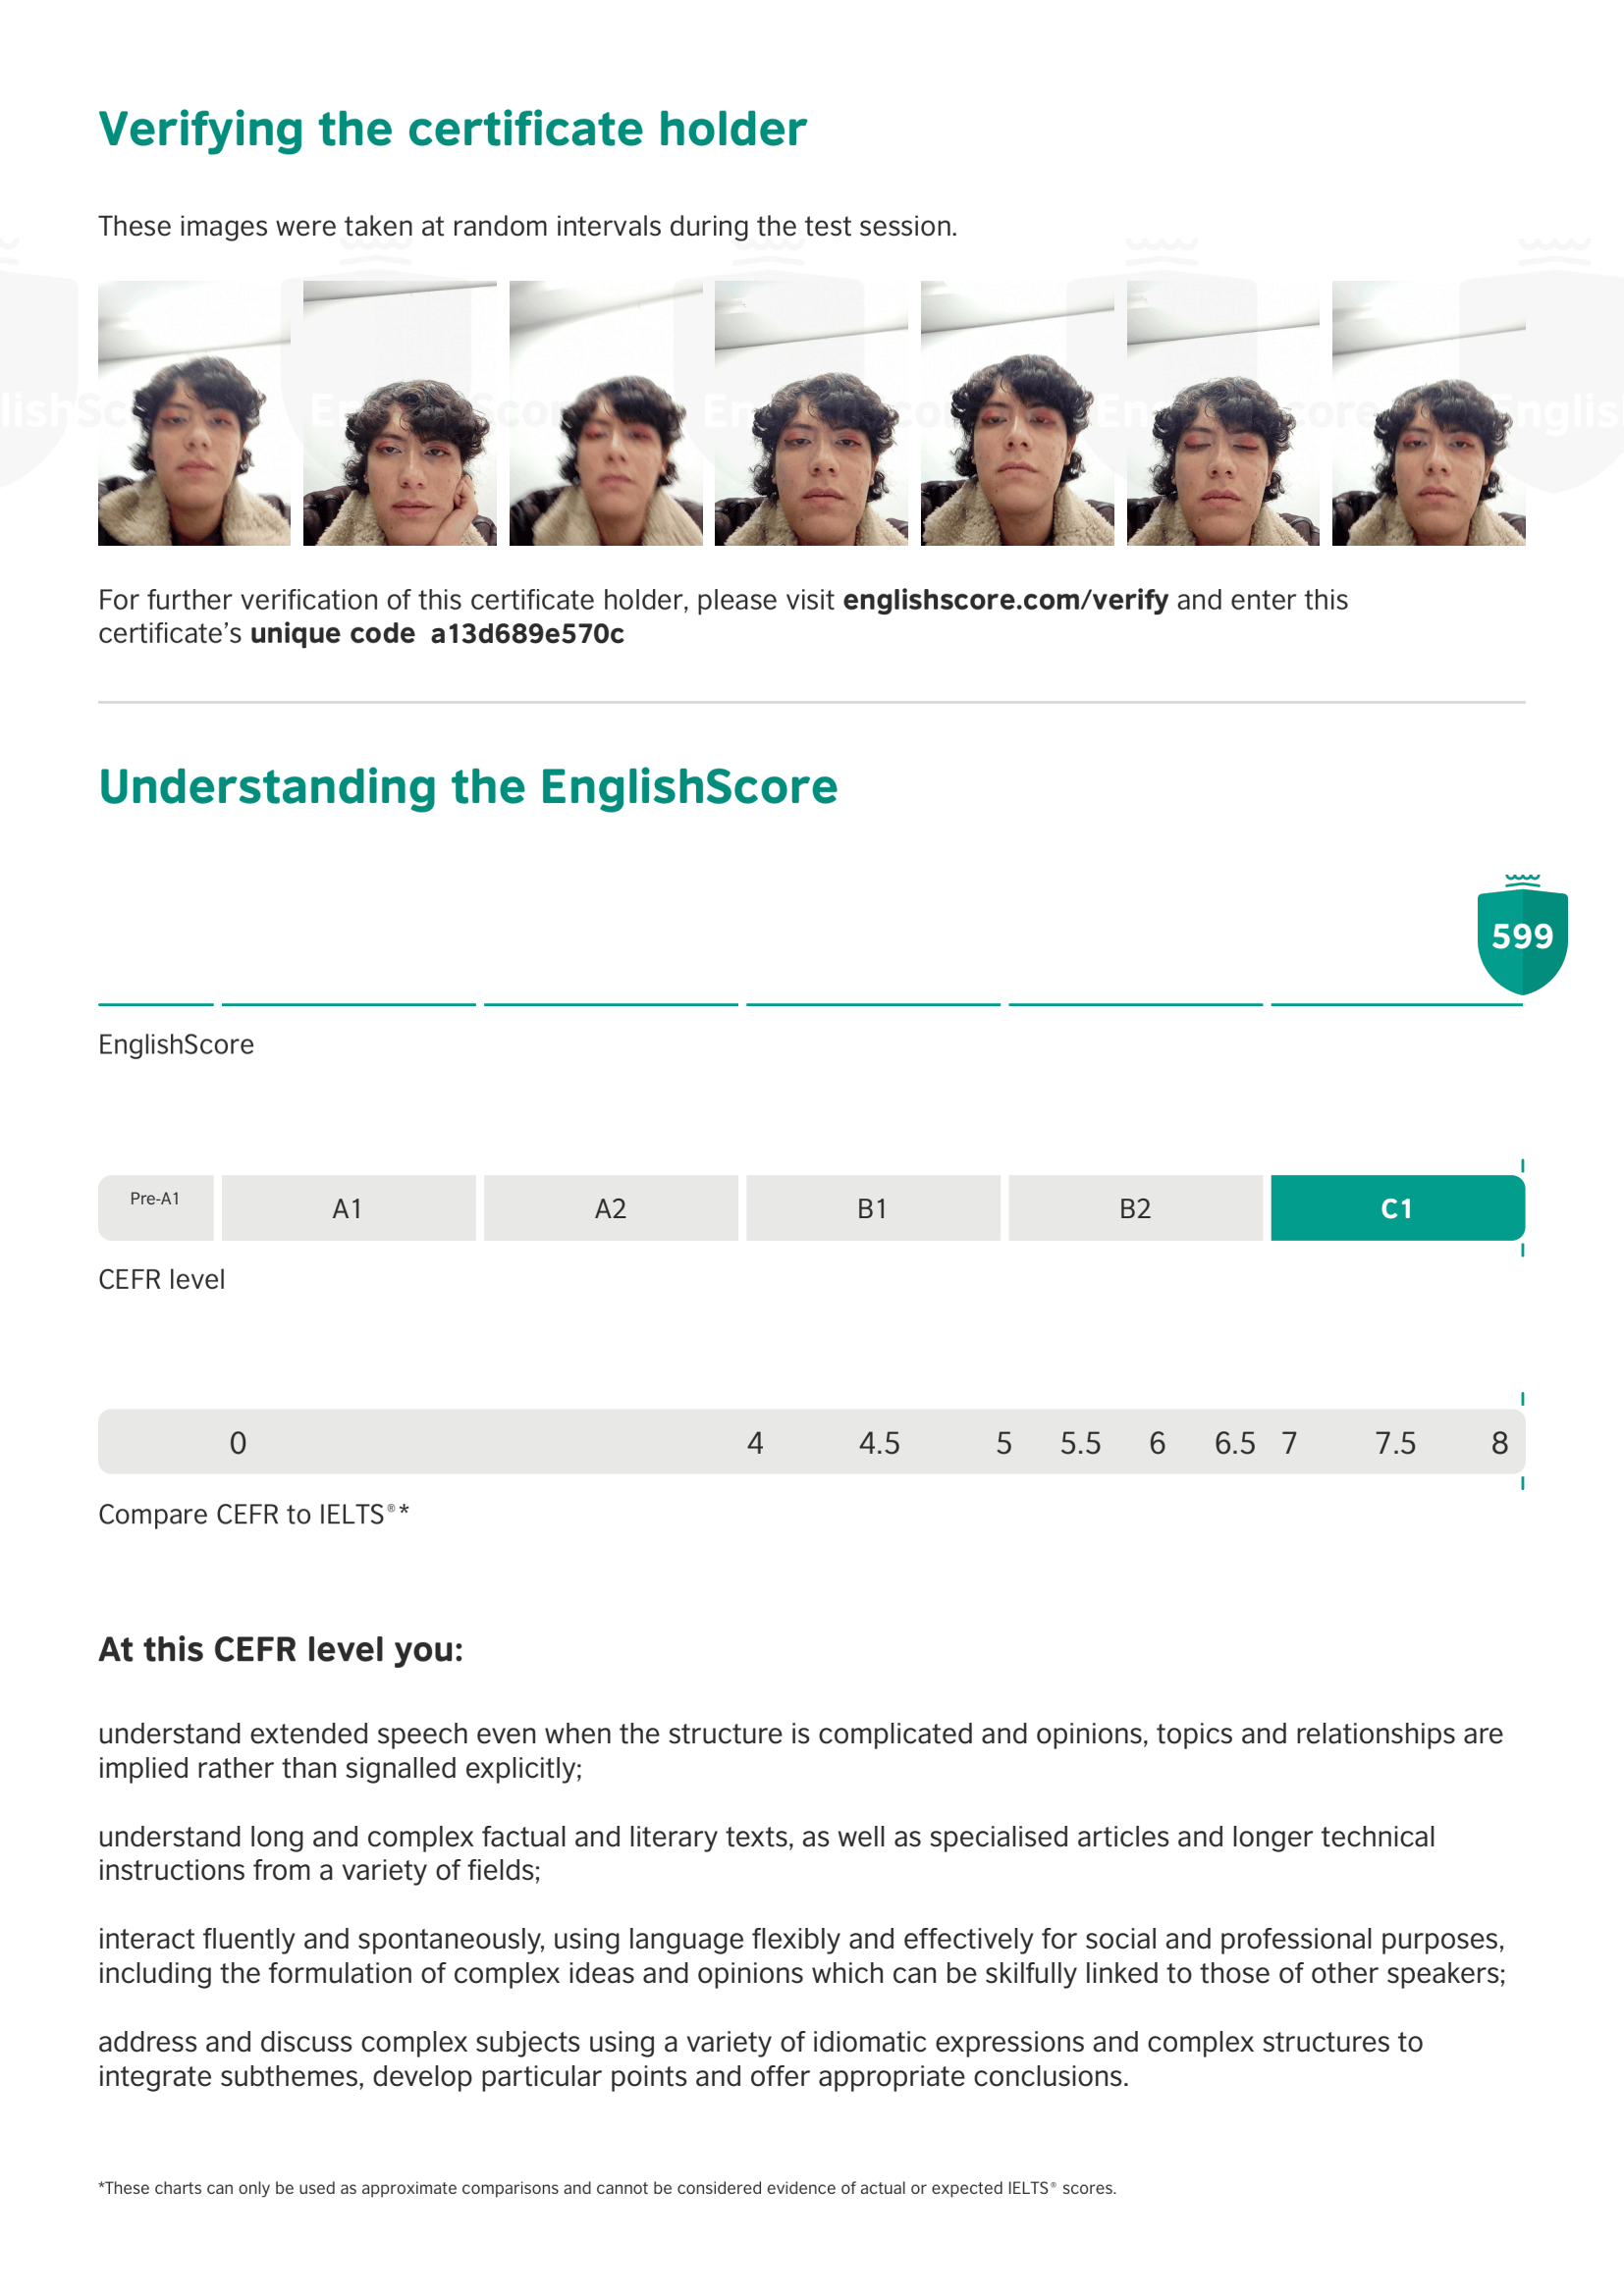 Verifying the certificate holder
These images were taken at random intervals during the test session.
For further verification of this certificate holder, please visit englishscore.com/verify and enter this
certificate’s unique code a13d689e570c
Understanding the EnglishScore
599
EnglishScore
Pre-A1 A1 A2 B1 B2 C1
CEFR level
0 4 4.5 5 5.5 6 6.5 7 7.5 8
Compare CEFR to IELTS®*
At this CEFR level you:
understand extended speech even when the structure is complicated and opinions, topics and relationships are
implied rather than signalled explicitly;
understand long and complex factual and literary texts, as well as specialised articles and longer technical
instructions from a variety of fields;
interact fluently and spontaneously, using language flexibly and effectively for social and professional purposes,
including the formulation of complex ideas and opinions which can be skilfully linked to those of other speakers;
address and discuss complex subjects using a variety of idiomatic expressions and complex structures to
integrate subthemes, develop particular points and offer appropriate conclusions.
*These charts can only be used as approximate comparisons and cannot be considered evidence of actual or expected IELTS® scores.